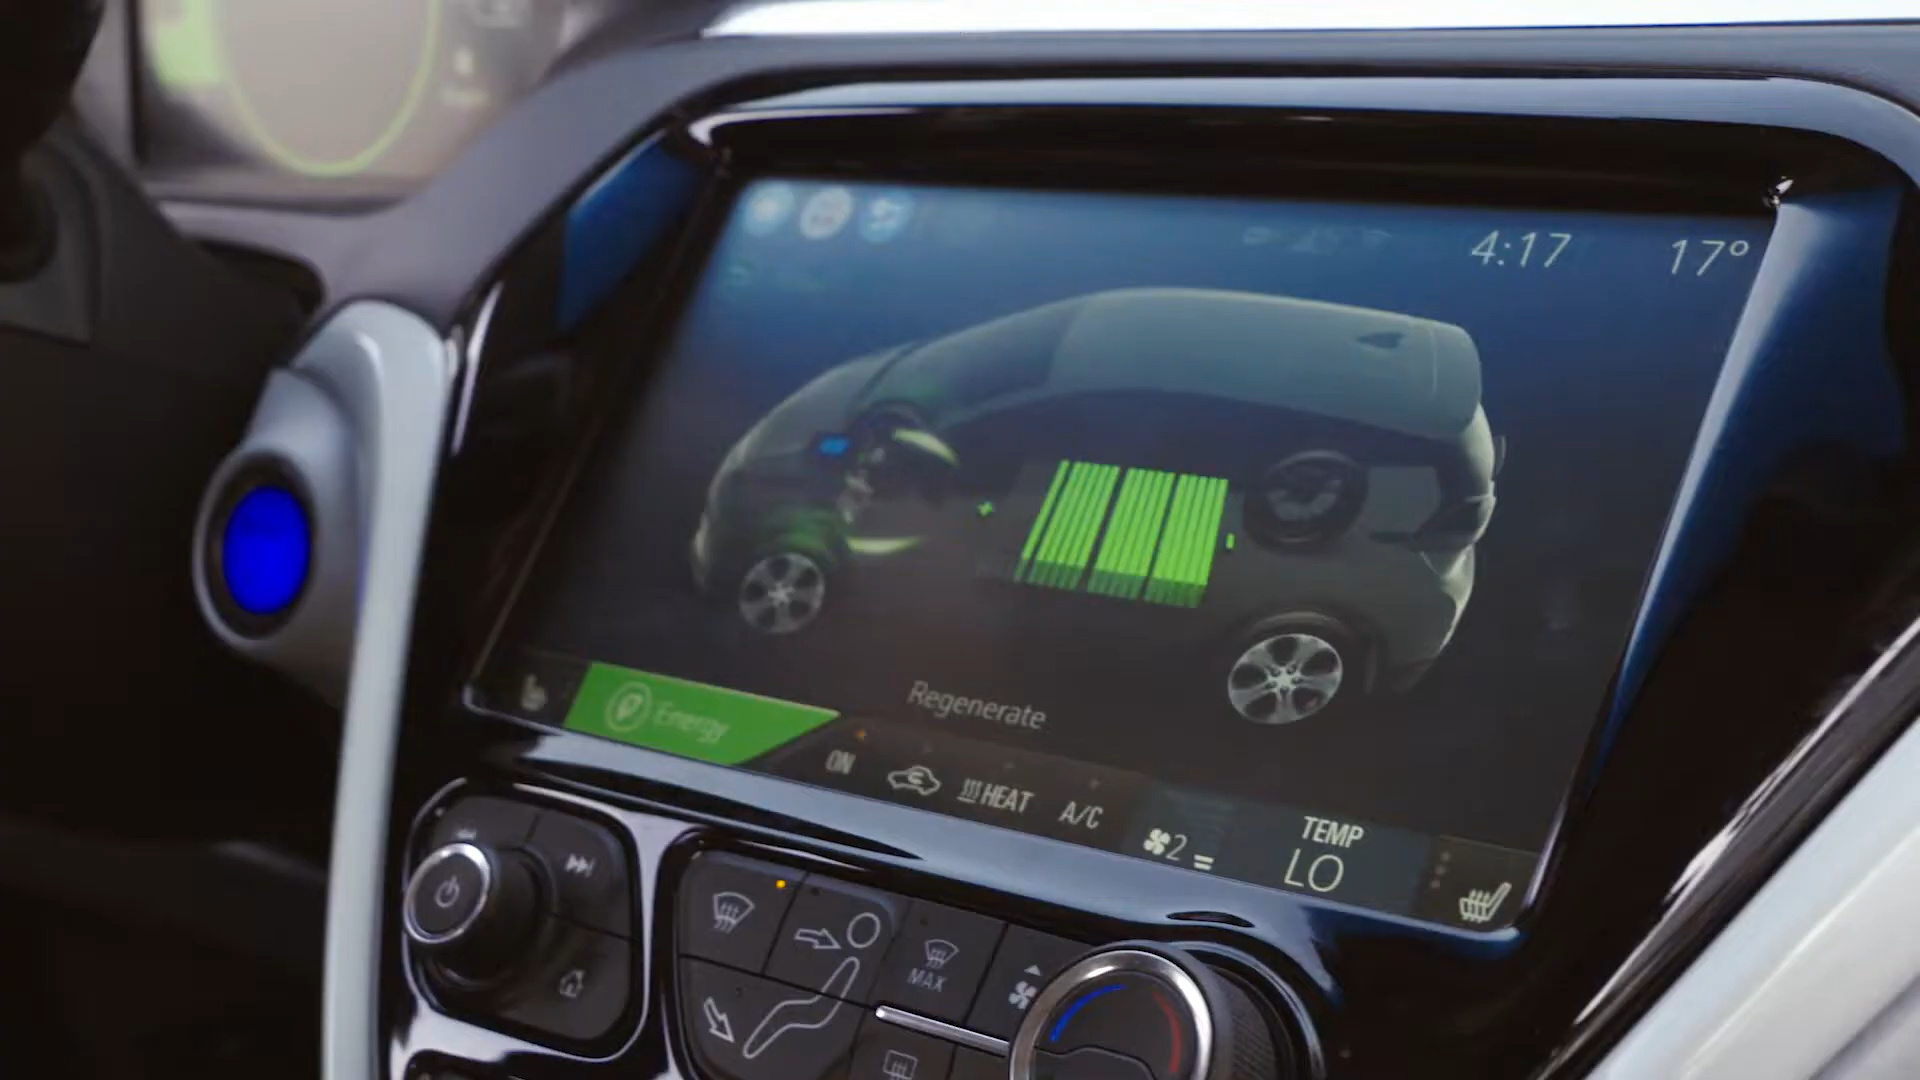 4:17 17°
Regenerate
Energy
ON
HEAT
A/C
2
TEMP
LO
MAX